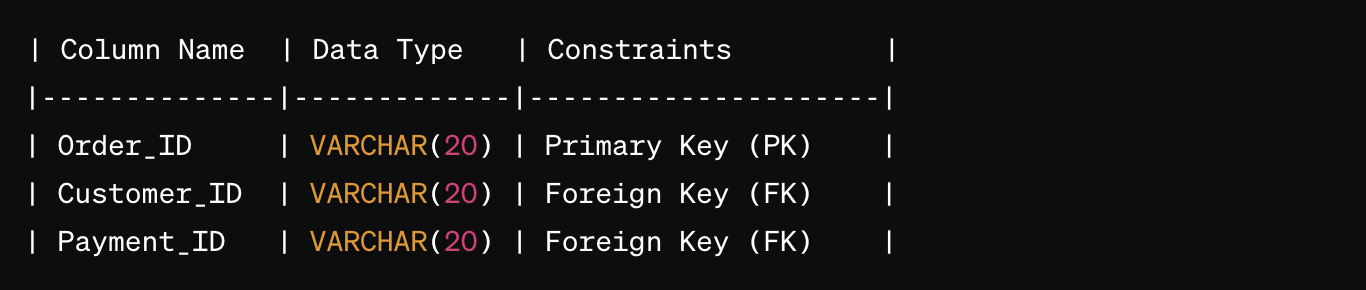 | Column Name  | Data Type   | Constraints         |
|--------------|-------------|---------------------|
| Order_ID     | VARCHAR(20) | Primary Key (PK)    |
| Customer_ID  | VARCHAR(20) | Foreign Key (FK)    |
| Payment_ID   | VARCHAR(20) | Foreign Key (FK)    |